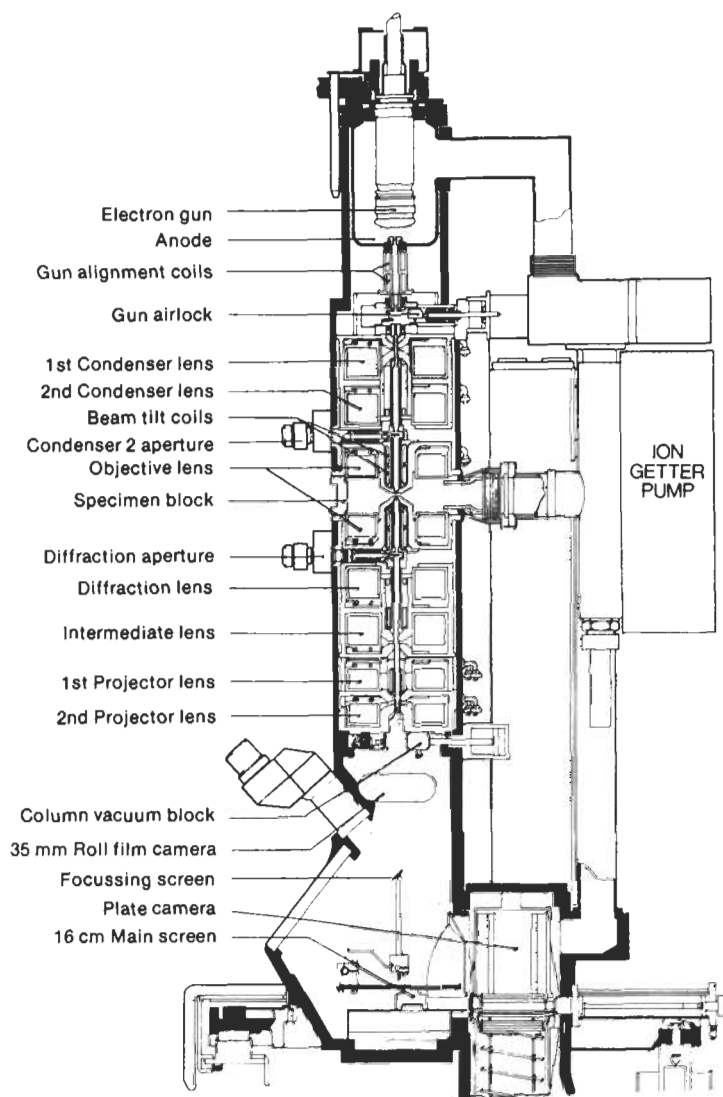 Electron gun
Anode
Gun alignment coils
Gun airlock
1st Condenser lens
2nd Condenser lens
Beam tilt coils
Condenser 2 aperture
Objective lens
Specimen block
Diffraction aperture
Diffraction lens
Intermediate lens
1st Projector lens
2nd Projector lens
Column vacuum block
35 mm Roll film camera
Focussing screen
Plate camera
16 cm Main screen
ION
GETTER
PUMP